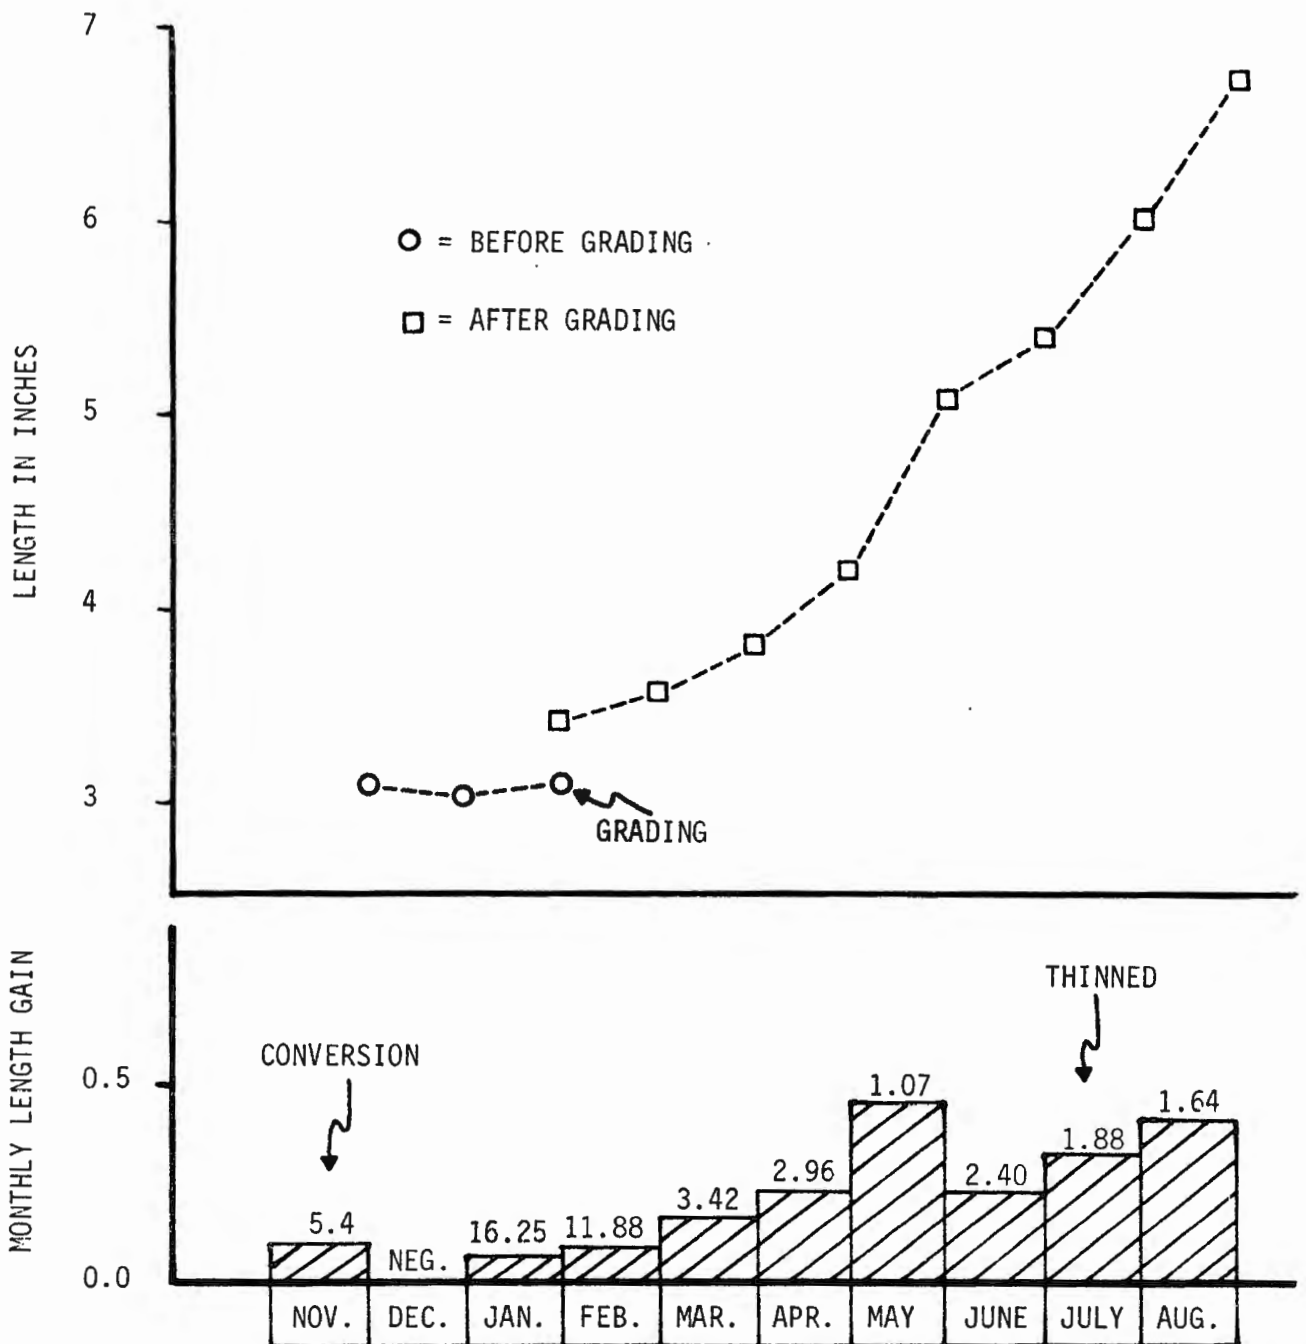 7
6
○ = BEFORE GRADING
□ = AFTER GRADING
LENGTH IN INCHES
5
4
3
GRADING
MONTHLY LENGTH GAIN
THINNED
CONVERSION
0.5
1.07
1.64
1.88
2.96
2.40
3.42
5.4
16.25
11.88
NEG.
0.0
NOV. DEC. JAN. FEB. MAR. APR. MAY JUNE JULY AUG.